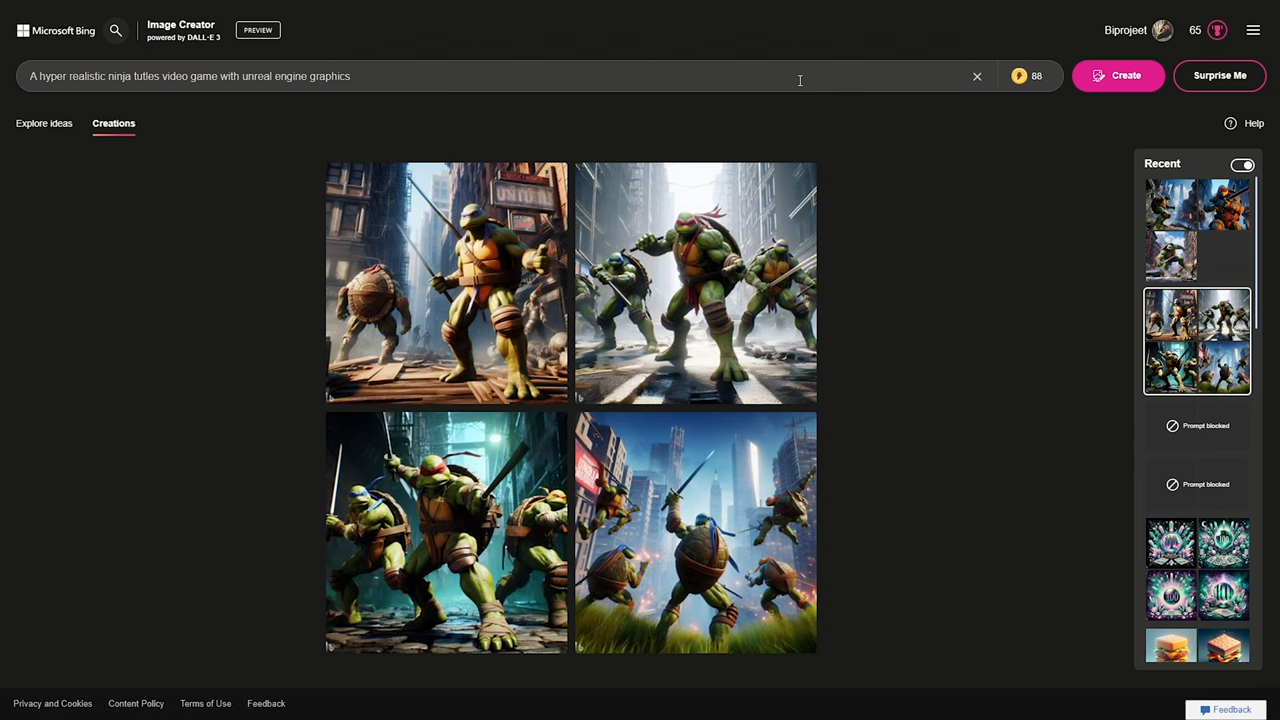 Microsoft Bing
Image Creator
powered by DALL-E 3
PREVIEW
Biprojeet
65
A hyper realistic ninja tutles video game with unreal engine graphics
88
Create
Surprise Me
Explore ideas
Creations
Help
Recent
Prompt blocked
Prompt blocked
Privacy and Cookies
Content Policy
Terms of Use
Feedback
Feedback